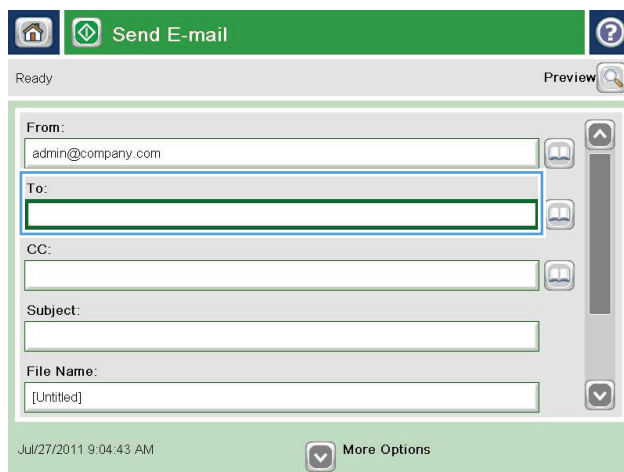 Send E-mail
Ready
Preview
From:
admin@company.com
To:
CC:
Subject:
File Name:
[Untitled]
Jul/27/2011 9:04:43 AM
More Options